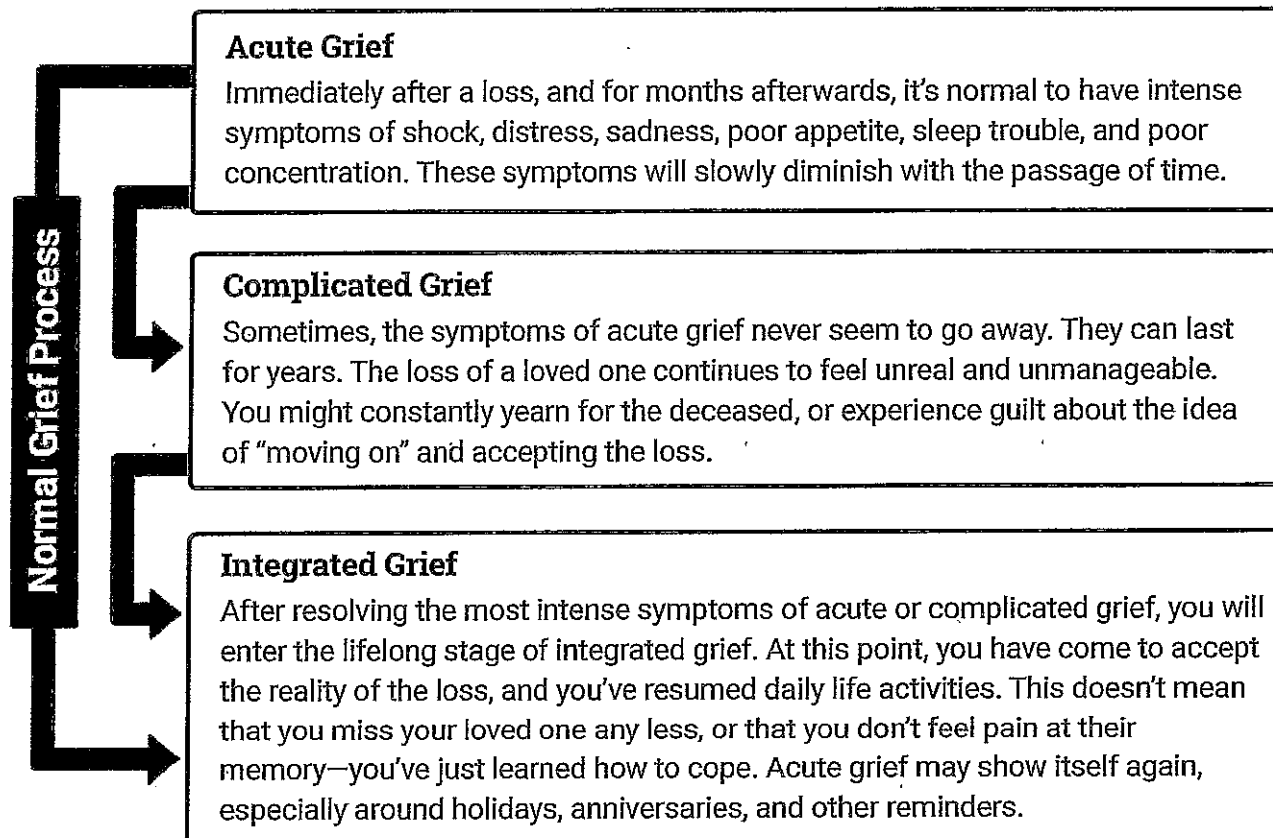 Normal Grief Process
Acute Grief
Immediately after a loss, and for months afterwards, it's normal to have intense
symptoms of shock, distress, sadness, poor appetite, sleep trouble, and poor
concentration. These symptoms will slowly diminish with the passage of time.
Complicated Grief
Sometimes, the symptoms of acute grief never seem to go away. They can last
for years. The loss of a loved one continues to feel unreal and unmanageable.
You might constantly yearn for the deceased, or experience guilt about the idea
of “moving on” and accepting the loss.
Integrated Grief
After resolving the most intense symptoms of acute or complicated grief, you will
enter the lifelong stage of integrated grief. At this point, you have come to accept
the reality of the loss, and you've resumed daily life activities. This doesn't mean
that you miss your loved one any less, or that you don't feel pain at their
memory—you've just learned how to cope. Acute grief may show itself again,
especially around holidays, anniversaries, and other reminders.